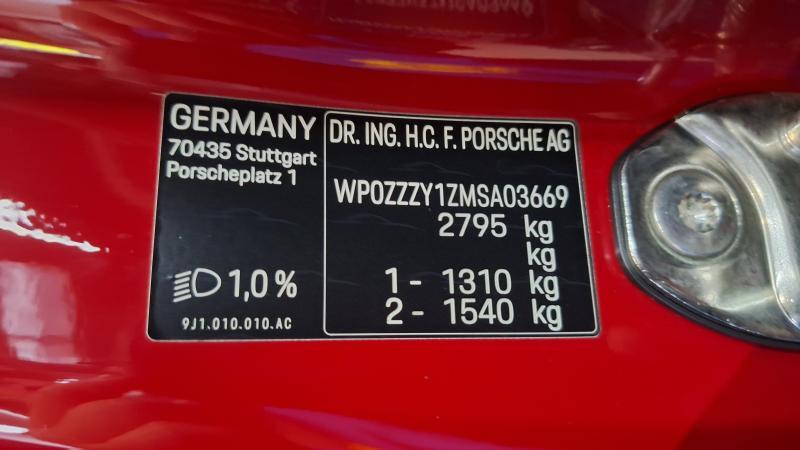 GERMANY
70435 Stuttgart
Porscheplatz 1
1,0%
9J1.010.010.AC
DR. ING. H.C. F. PORSCHE AG
WP0ZZZY1ZMSA03669
2795 kg
kg
1 - 1310 kg
2 - 1540 kg